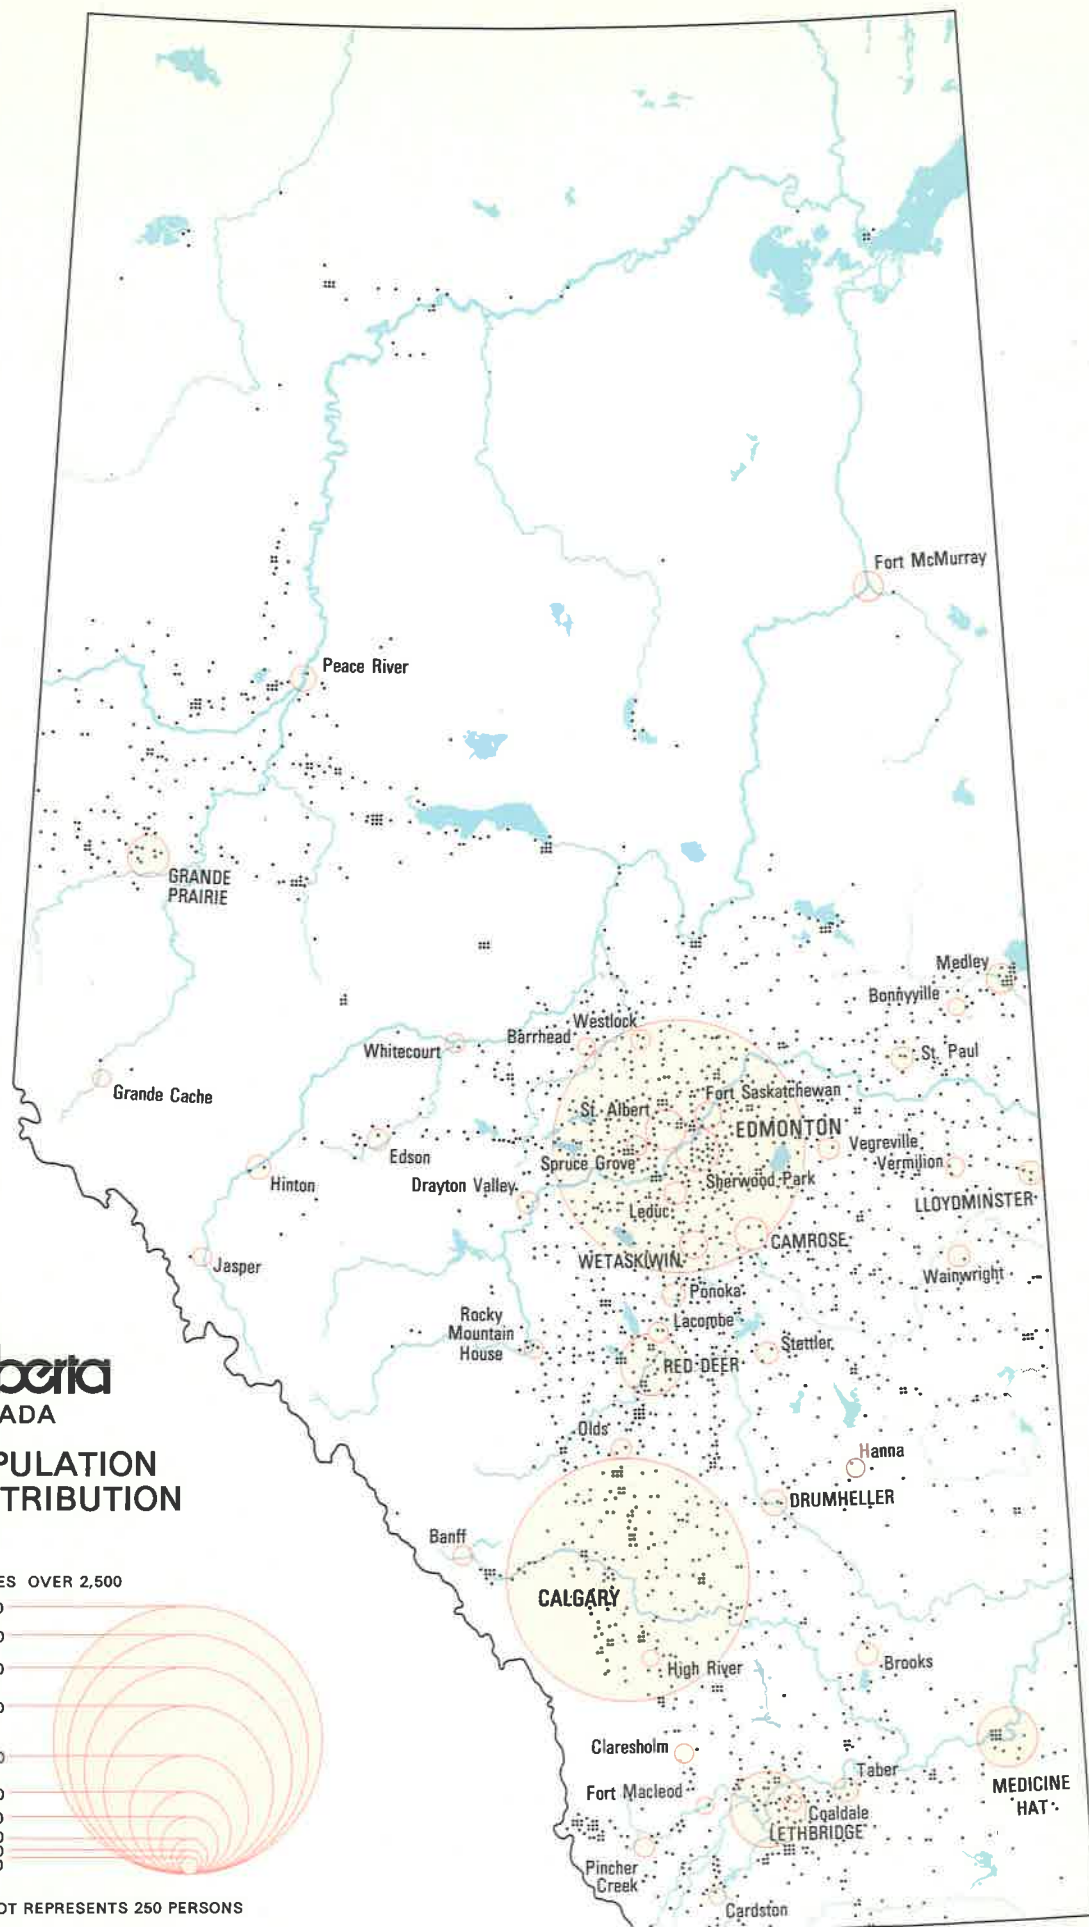 Fort McMurray
Peace River
GRANDE
PRAIRIE
Medley
Bonnyville
Westlock
Barrhead
Whitecourt
St. Paul
Grande Cache
Fort Saskatchewan
St. Albert
EDMONTON
Vegreville
Edson
Spruce Grove
Vermilion
Hinton
Drayton Valley
Sherwood Park
LLOYDMINSTER
Leduc
CAMROSE
WETASKIWIN
Jasper
Wainwright
Ponoka
Rocky
Mountain
House
Lacombe
Stettler
RED DEER
berta
ADA
Olds
Hanna
PULATION
TRIBUTION
DRUMHELLER
Banff
ES OVER 2,500
CALGARY
High River
Brooks
Claresholm
Taber
Fort Macleod
MEDICINE
HAT
Coaldale
LETHBRIDGE
Pincher
Creek
OT REPRESENTS 250 PERSONS
Cardston